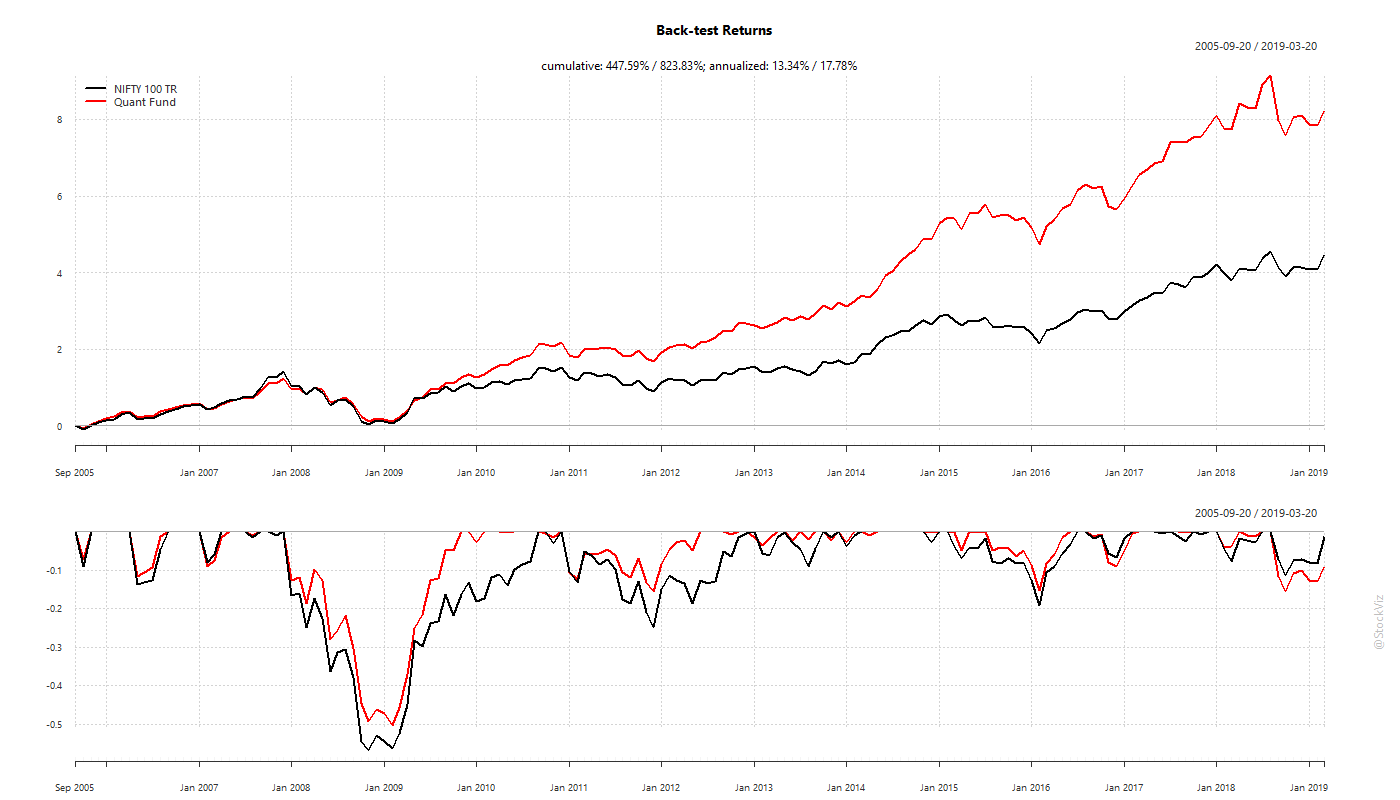 Back-test Returns
2005-09-20 / 2019-03-20
cumulative: 447.59% / 823.83%; annualized: 13.34% / 17.78%
NIFTY 100 TR
Quant Fund
8
6
4
2
0
Sep 2005 Jan 2007 Jan 2008 Jan 2009 Jan 2010 Jan 2011 Jan 2012 Jan 2013 Jan 2014 Jan 2015 Jan 2016 Jan 2017 Jan 2018 Jan 2019
2005-09-20 / 2019-03-20
-0.1
-0.2
-0.3
-0.4
-0.5
Sep 2005 Jan 2007 Jan 2008 Jan 2009 Jan 2010 Jan 2011 Jan 2012 Jan 2013 Jan 2014 Jan 2015 Jan 2016 Jan 2017 Jan 2018 Jan 2019
@StockViz